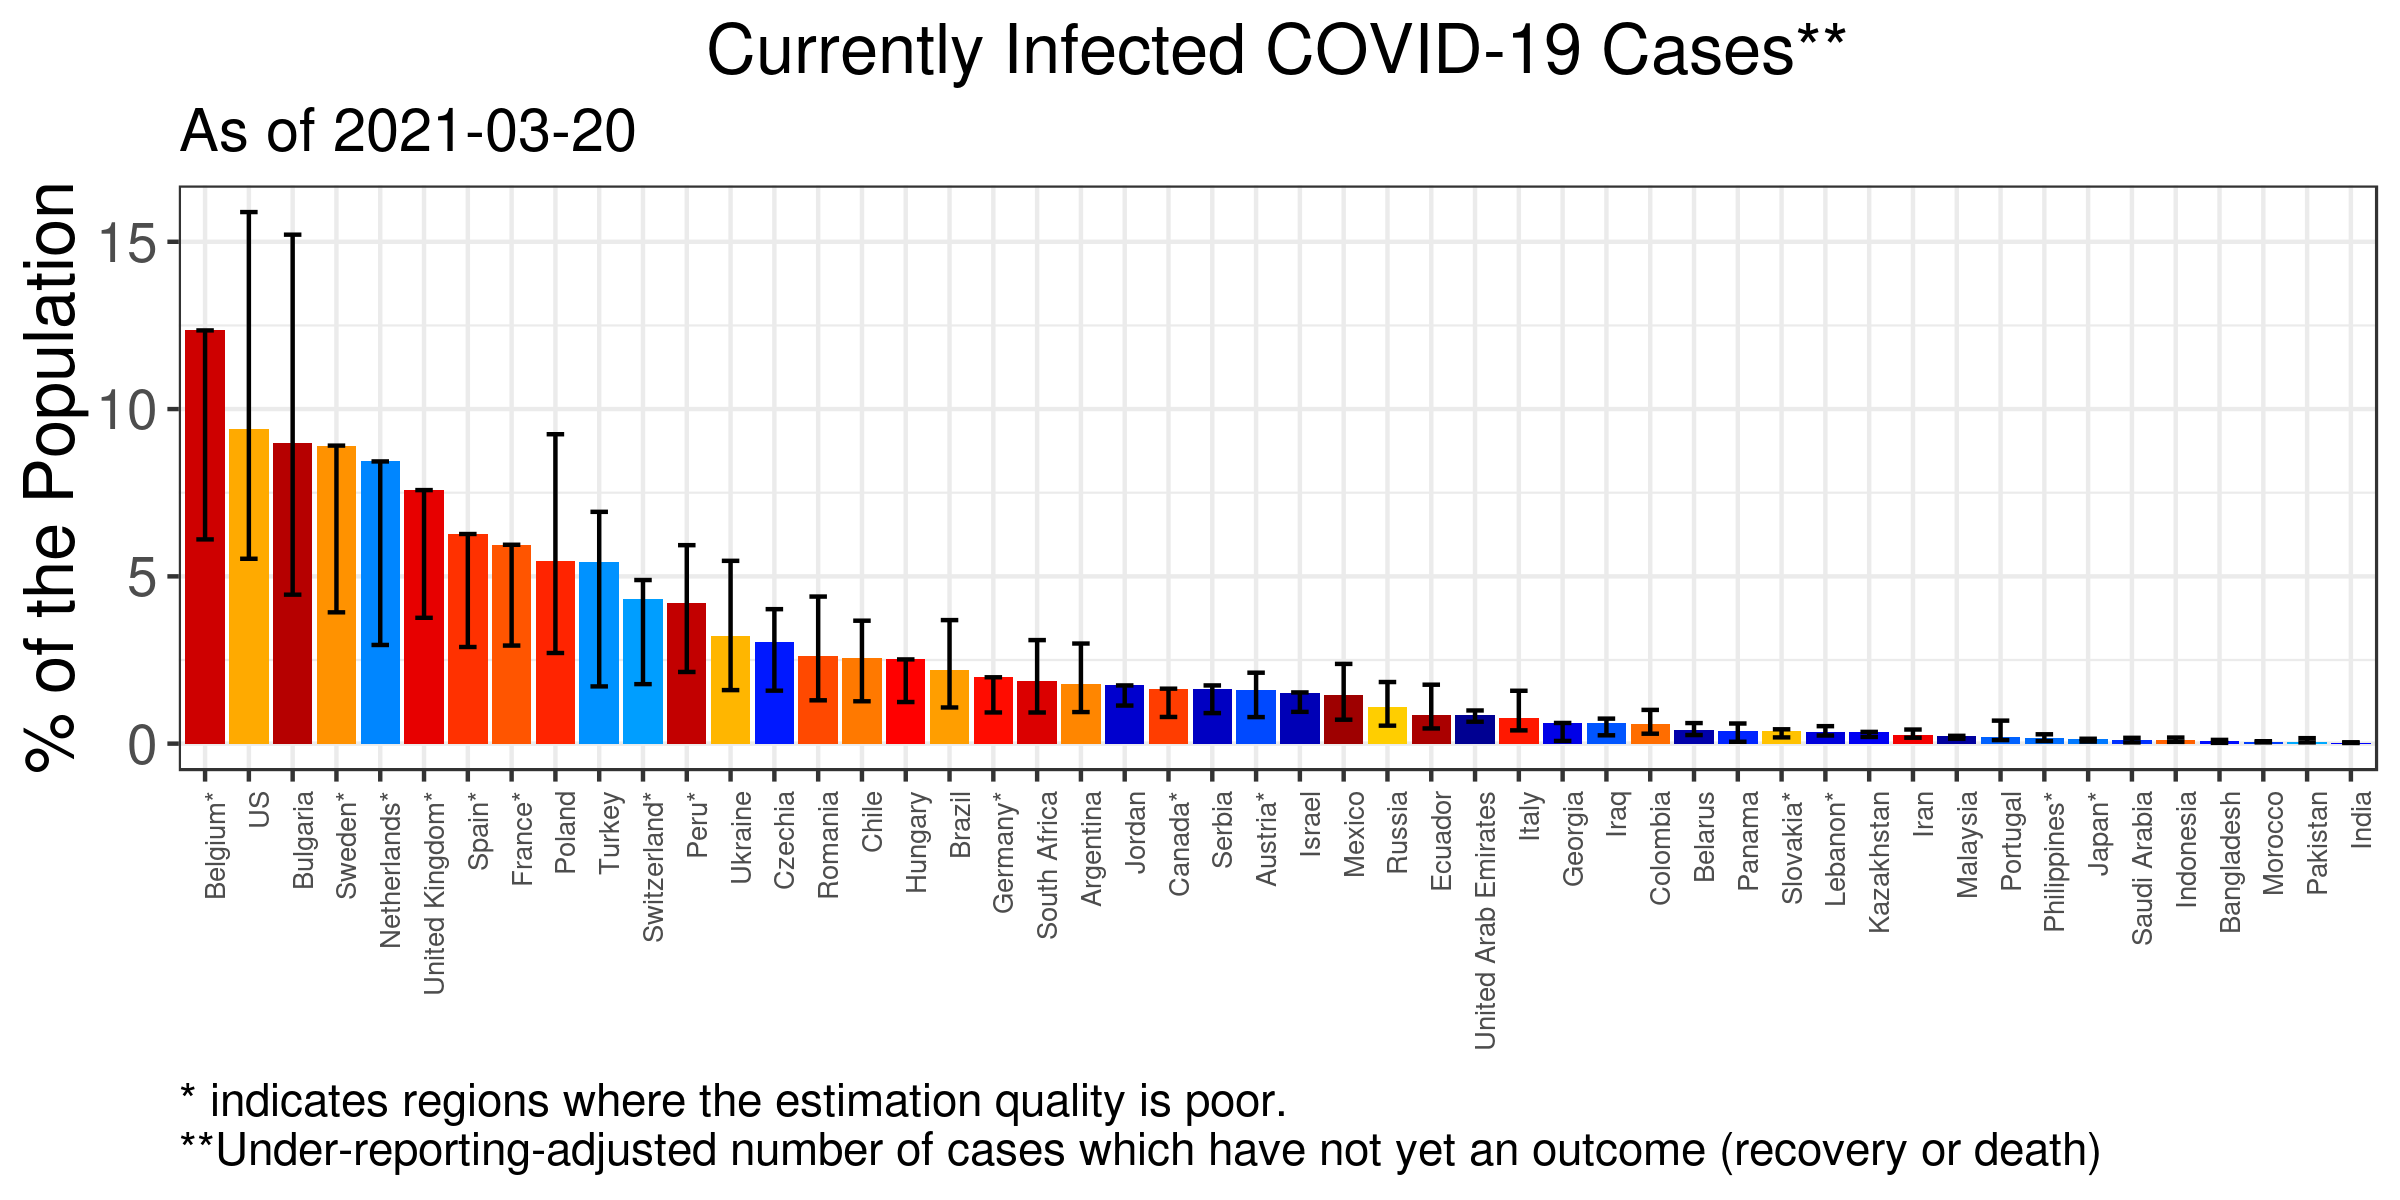 Currently Infected COVID-19 Cases**
As of 2021-03-20
% of the Population
15
10
5
0
Belgium*
US
Bulgaria
Sweden*
Netherlands*
United Kingdom*
Spain*
France*
Poland
Turkey
Switzerland*
Peru*
Ukraine
Czechia
Romania
Chile
Hungary
Brazil
Germany*
South Africa
Argentina
Jordan
Canada*
Serbia
Austria*
Israel
Mexico
Russia
Ecuador
United Arab Emirates
Italy
Georgia
Iraq
Colombia
Belarus
Panama
Slovakia*
Lebanon*
Kazakhstan
Iran
Malaysia
Portugal
Philippines*
Japan*
Saudi Arabia
Indonesia
Bangladesh
Morocco
Pakistan
India
* indicates regions where the estimation quality is poor.
**Under-reporting-adjusted number of cases which have not yet an outcome (recovery or death)